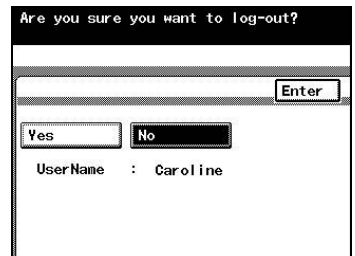 Are you sure you want to log-out?
Enter
Yes No
UserName : Caroline